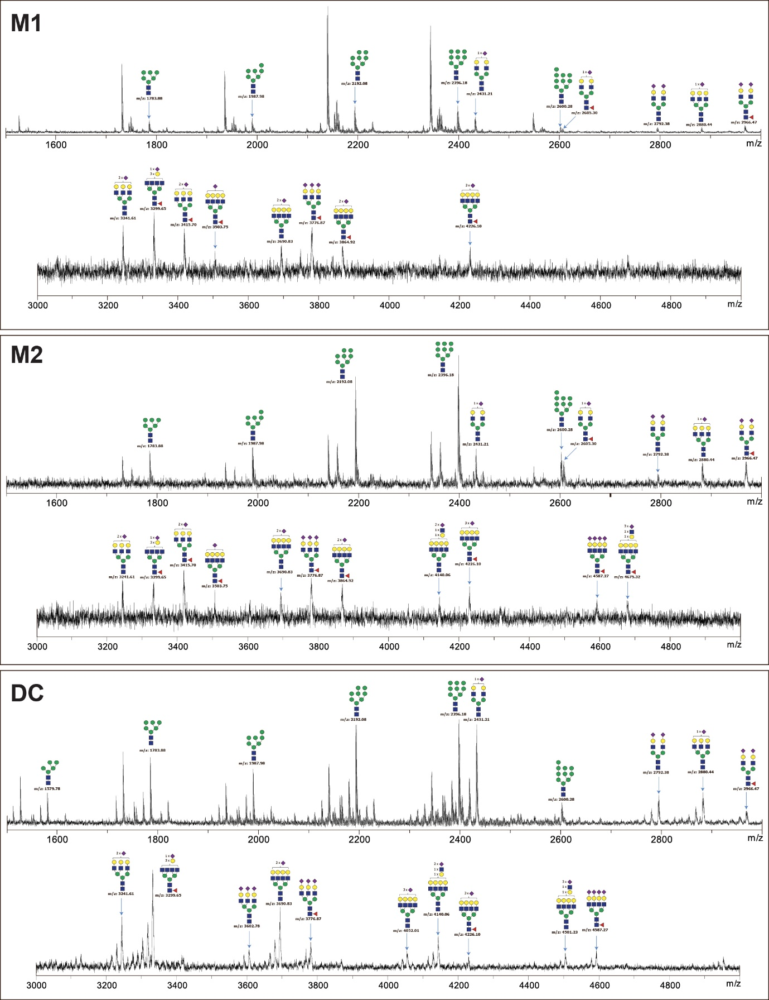 M1
1 x
1 x
1 x
m/z: 1783.88
m/z: 1987.98
m/z: 2192.08
m/z: 2396.18
m/z: 2431.21
m/z: 2600.28
m/z: 2605.30
m/z: 2792.38
m/z: 2880.44
m/z: 2966.47
1600 1800 2000 2200 2400 2600 2800 m/z
2 x
1 x
3 x
2 x
2 x
2 x
3 x
m/z: 3241.61
m/z: 3299.65
m/z: 3415.70
m/z: 3503.75
m/z: 3690.83
m/z: 3776.87
m/z: 3864.92
m/z: 4226.10
3000 3200 3400 3600 3800 4000 4200 4400 4600 4800 m/z
M2
1 x
1 x
1 x
m/z: 1783.88
m/z: 1987.98
m/z: 2192.08
m/z: 2396.18
m/z: 2431.21
m/z: 2600.28
m/z: 2605.30
m/z: 2792.38
m/z: 2880.44
m/z: 2966.47
1600 1800 2000 2200 2400 2600 2800 m/z
2 x
1 x
3 x
2 x
2 x
2 x
2 x
1 x
1 x
3 x
3 x
1 x
1 x
m/z: 3241.61
m/z: 3299.65
m/z: 3415.70
m/z: 3503.75
m/z: 3690.83
m/z: 3776.87
m/z: 3864.92
m/z: 4140.06
m/z: 4226.10
m/z: 4587.27
m/z: 4675.32
3000 3200 3400 3600 3800 4000 4200 4400 4600 4800 m/z
DC
1 x
1 x
m/z: 1579.78
m/z: 1783.88
m/z: 1987.98
m/z: 2192.08
m/z: 2396.18
m/z: 2431.21
m/z: 2600.28
m/z: 2792.38
m/z: 2880.44
m/z: 2966.47
1600 1800 2000 2200 2400 2600 2800 m/z
2 x
1 x
3 x
2 x
3 x
2 x
1 x
1 x
3 x
3 x
1 x
1 x
m/z: 3241.61
m/z: 3299.65
m/z: 3602.78
m/z: 3690.83
m/z: 3776.87
m/z: 4052.01
m/z: 4140.06
m/z: 4226.10
m/z: 4501.23
m/z: 4587.27
3000 3200 3400 3600 3800 4000 4200 4400 4600 4800 m/z